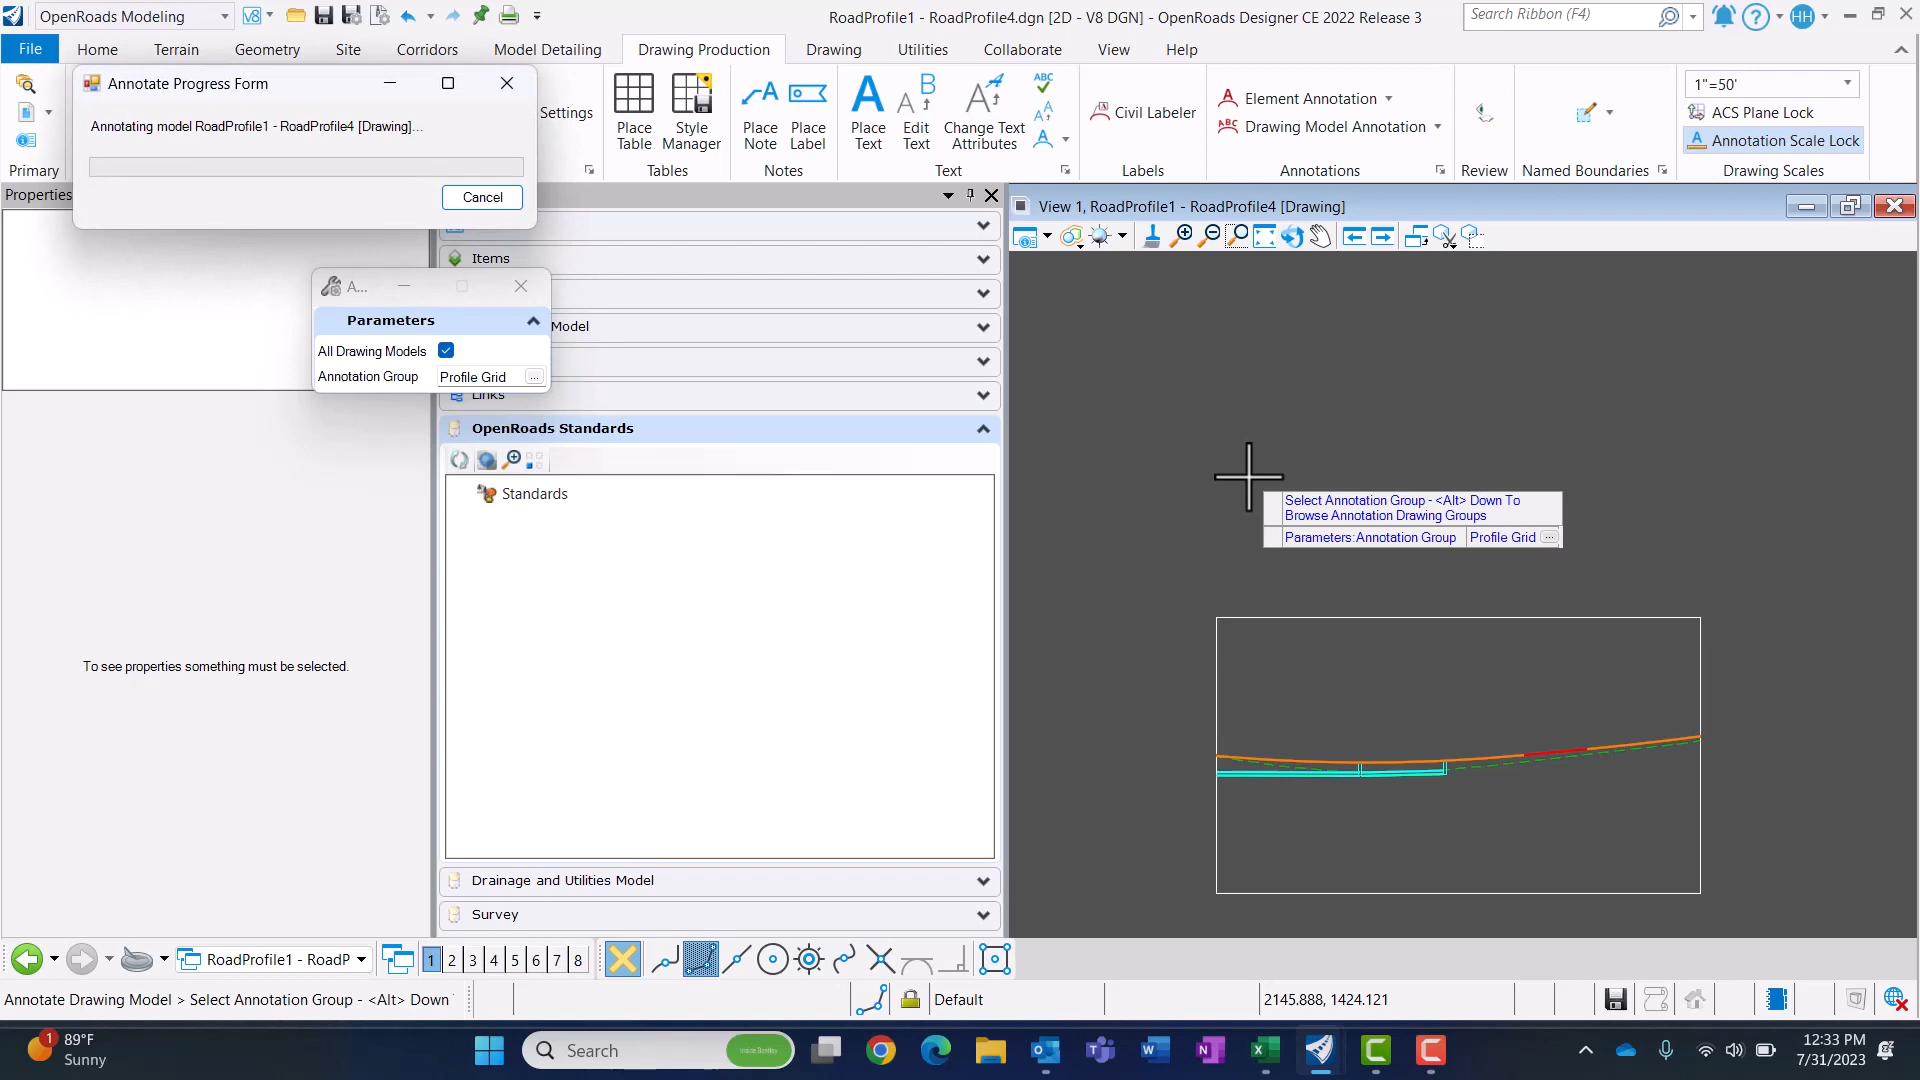 OpenRoads Modeling
RoadProfile1 - RoadProfile4.dgn [2D - V8 DGN] - OpenRoads Designer CE 2022 Release 3
Search Ribbon (F4)
HH
File
Home
Terrain
Geometry
Site
Corridors
Model Detailing
Drawing Production
Drawing
Utilities
Collaborate
View
Help
Annotate Progress Form
Annotating model RoadProfile1 - RoadProfile4 [Drawing]...
Cancel
Primary
Settings
Place
Table
Style
Manager
Tables
Place
Note
Place
Label
Notes
Place
Text
Edit
Text
Change Text
Attributes
Text
Civil Labeler
Labels
Element Annotation
Drawing Model Annotation
Annotations
Review
Named Boundaries
1"=50'
ACS Plane Lock
Annotation Scale Lock
Drawing Scales
Properties
Items
Model
Links
OpenRoads Standards
Standards
Drainage and Utilities Model
Survey
A...
Parameters
All Drawing Models
Annotation Group
Profile Grid
To see properties something must be selected.
View 1, RoadProfile1 - RoadProfile4 [Drawing]
Select Annotation Group - <Alt> Down To
Browse Annotation Drawing Groups
Parameters:Annotation Group
Profile Grid
RoadProfile1 - RoadP
1 2 3 4 5 6 7 8
Annotate Drawing Model > Select Annotation Group - <Alt> Down
Default
2145.888, 1424.121
1
89°F
Sunny
Search
12:33 PM
7/31/2023